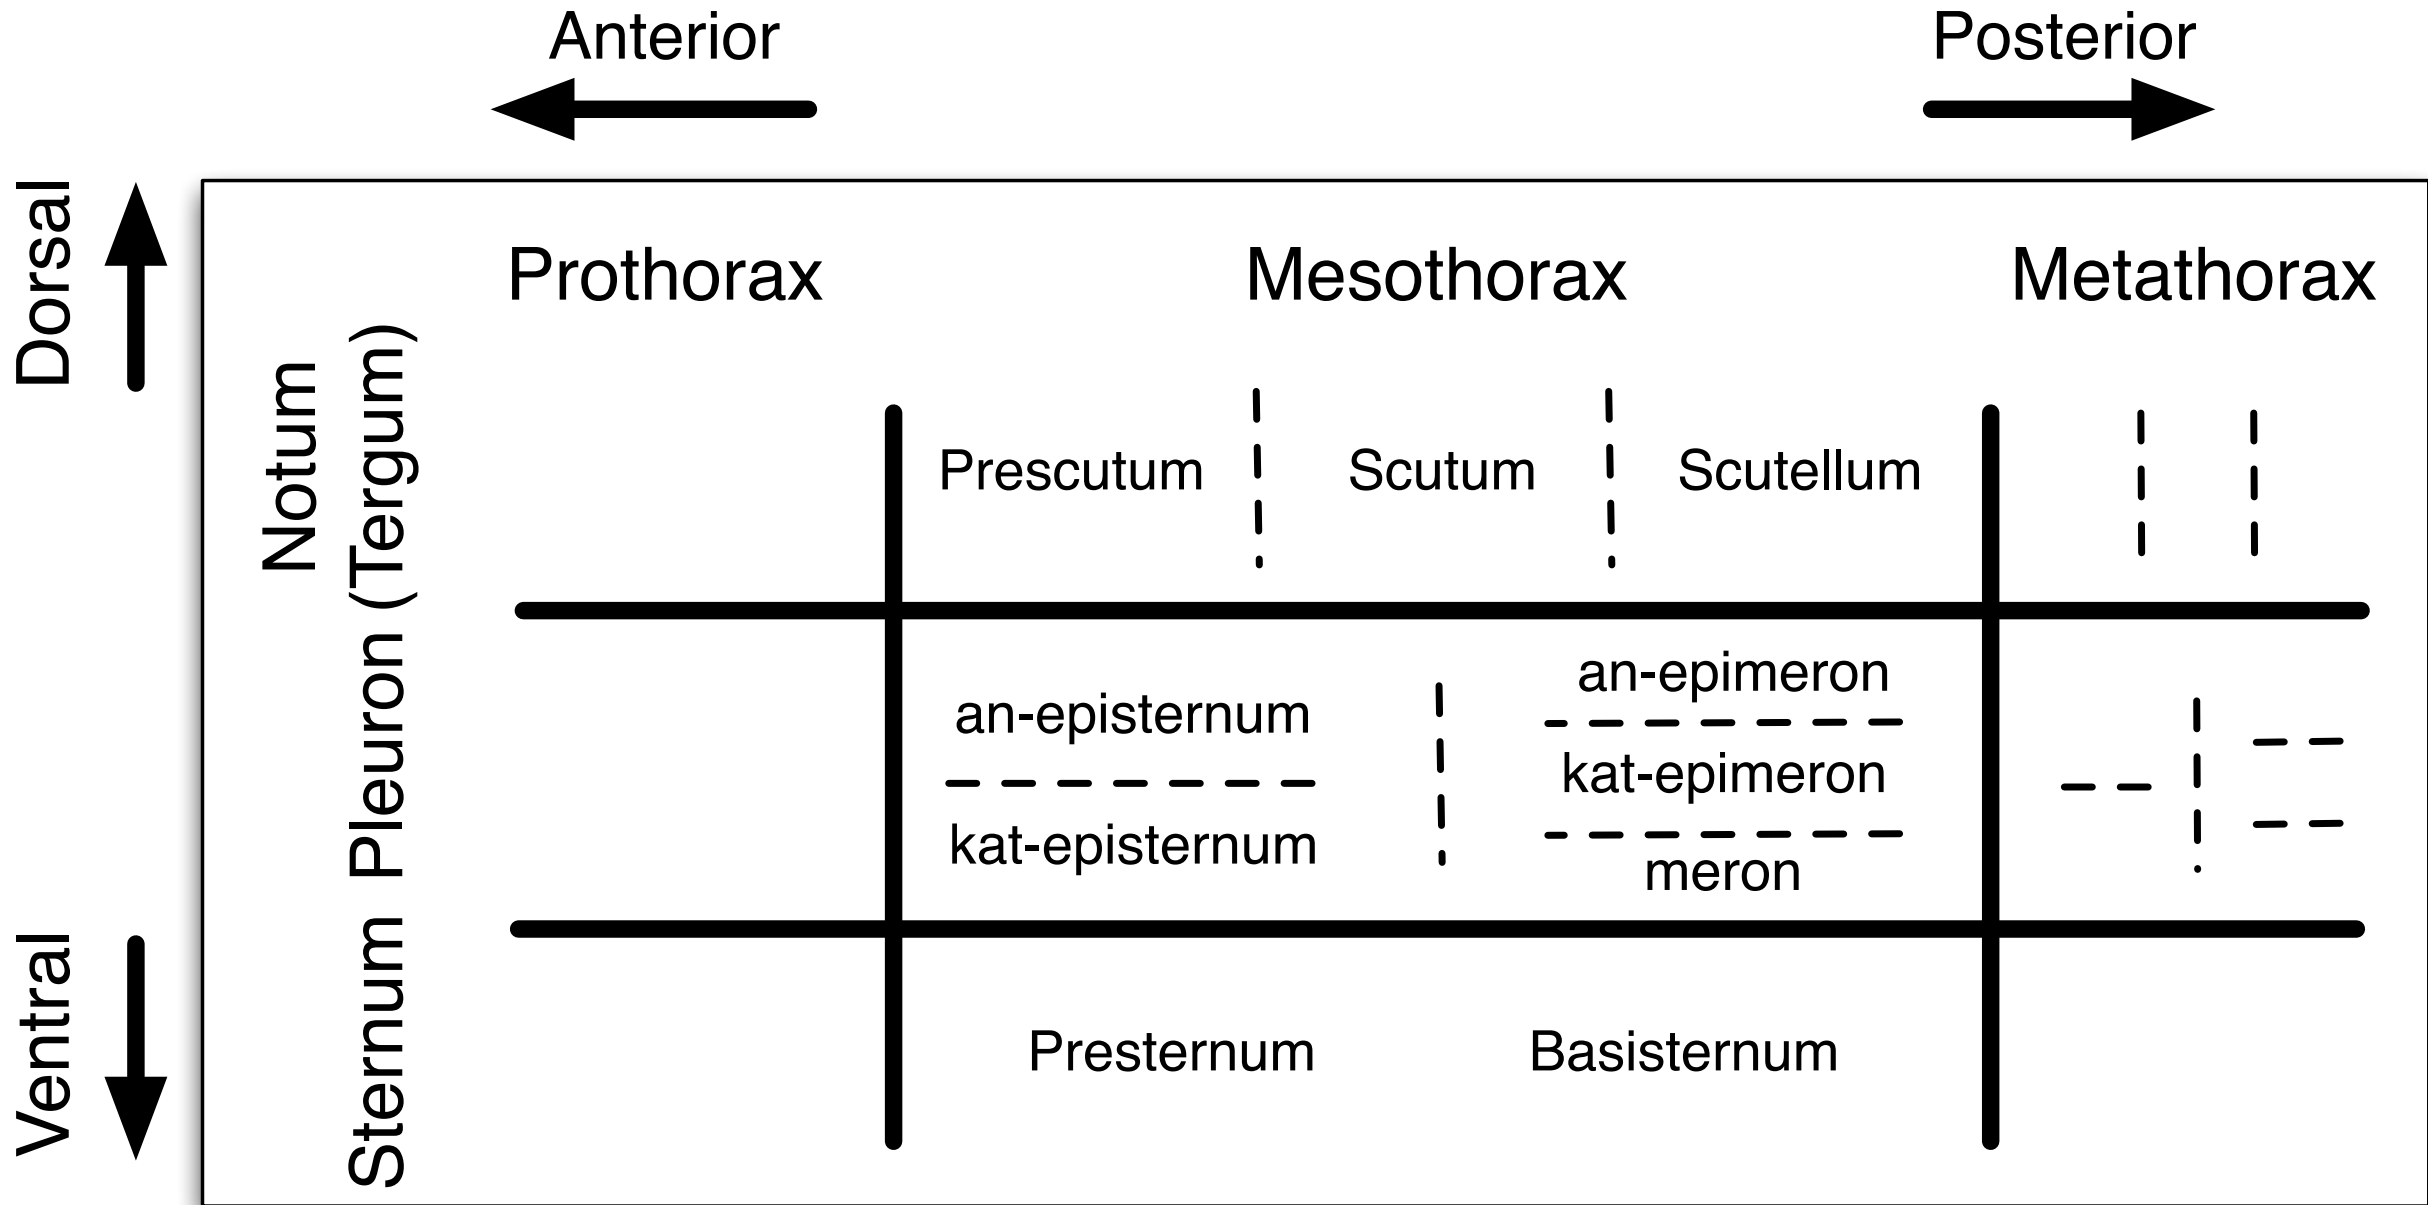 Anterior
Posterior
Dorsal
Prothorax
Mesothorax
Metathorax
Notum
(Tergum)
Prescutum
Scutum
Scutellum
Pleuron
an-episternum
kat-episternum
an-epimeron
kat-epimeron
meron
Ventral
Sternum
Presternum
Basisternum